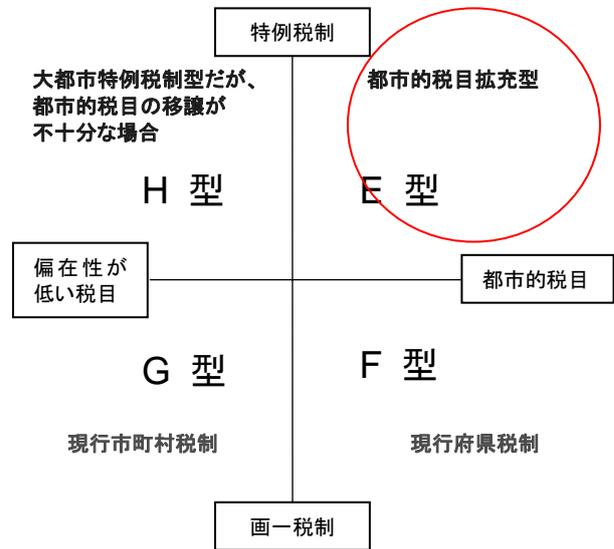 特例税制
大都市特例税制型だが、
都市的税目の移譲が
不十分な場合
都市的税目拡充型
H 型
E 型
偏在性が
低い税目
都市的税目
G 型
F 型
現行市町村税制
現行府県税制
画一税制